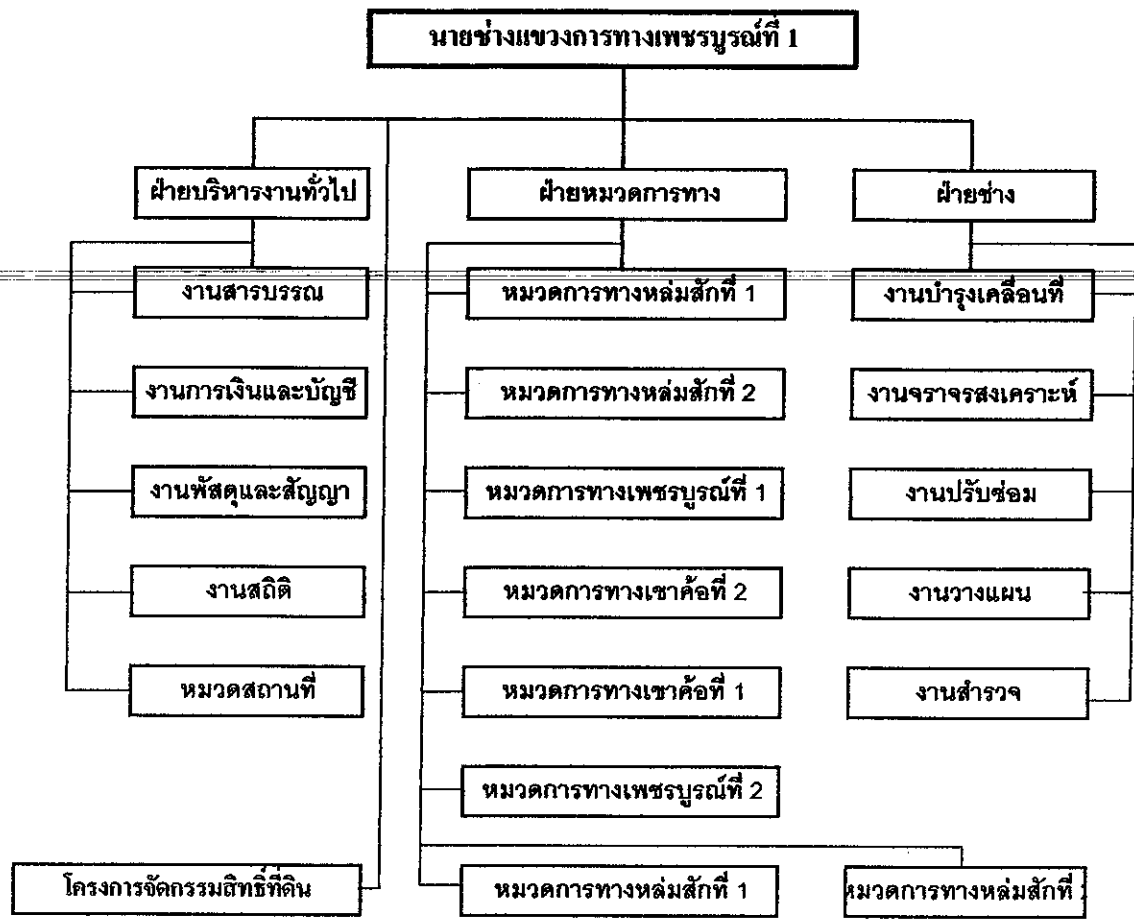 นายช่างแขวงการทางเพชรบูรณ์ที่ 1
ฝ่ายบริหารงานทั่วไป
ฝ่ายหมวดการทาง
ฝ่ายช่าง
งานสารบรรณ
หมวดการทางหล่มสักที่ 1
งานบำรุงเคลื่อนที่
งานการเงินและบัญชี
หมวดการทางหล่มสักที่ 2
งานจราจรสงเคราะห์
งานพัสดุและสัญญา
หมวดการทางเพชรบูรณ์ที่ 1
งานปรับซ่อม
งานสถิติ
หมวดการทางเขาค้อที่ 2
งานวางแผน
หมวดสถานที่
หมวดการทางเขาค้อที่ 1
งานสำรวจ
หมวดการทางเพชรบูรณ์ที่ 2
โครงการจัดกรรมสิทธิ์ที่ดิน
หมวดการทางหล่มสักที่ 1
หมวดการทางหล่มสักที่